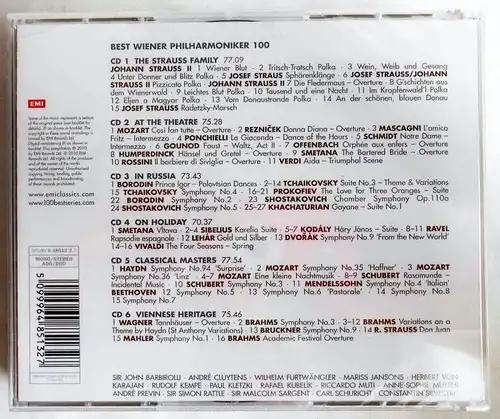 BEST WIENER PHILHARMONIKER 100
CD 1 THE STRAUSS FAMILY 77.09
JOHANN STRAUSS II 1 Wiener Blut · 2 Tritsch-Tratsch Polka · 3 Wein, Weib und Gesang
4 Unter Donner und Blitz Polka · 5 JOSEF STRAUS Sphärenklänge · 6 JOSEF STRAUSS/JOHANN
STRAUSS II Pizzicato Polka · JOHANN STRAUSS II 7 Die Fledermaus – Overture · 8 G'schichten aus
dem Wienerwald · 9 Leichtes Blut Polka · 10 Tausend und eine Nacht · 11 Im Krapfenwald'l Polka
12 Eljen a Magyar Polka · 13 Vom Donaustrande Polka · 14 An der schönen, blauen Donau
15 JOSEF STRAUSS Radetzky-Marsch
CD 2 AT THE THEATRE 75.28
1 MOZART Così fan tutte – Overture · 2 REZNIČEK Donna Diana – Overture · 3 MASCAGNI L'amico
Fritz – Intermezzo · 4 PONCHIELLI La Gioconda – Dance of the Hours · 5 SCHMIDT Notre Dame –
Intermezzo · 6 GOUNOD Faust – Waltz, Act II · 7 OFFENBACH Orphée aux enfers – Overture
8 HUMPERDINCK Hänsel und Gretel – Overture · 9 SMETANA The Bartered Bride – Overture
10 ROSSINI Il barbiere di Siviglia – Overture · 11 VERDI Aida – Triumphal Scene
CD 3 IN RUSSIA 73.43
1 BORODIN Prince Igor – Polovtsian Dances · 2–14 TCHAIKOVSKY Suite No.3 – Theme & Variations
15 TCHAIKOVSKY Symphony No.4 · 16–21 PROKOFIEV The Love for Three Oranges – Suite
22 BORODIN Symphony No.2 · 23 SHOSTAKOVICH Chamber Symphony Op.110a
24 SHOSTAKOVICH Symphony No.5 · 25–27 KHACHATURIAN Gayane – Suite No.1
CD 4 ON HOLIDAY 70.37
1 SMETANA Vltava · 2–4 SIBELIUS Karelia Suite · 5–7 KODÁLY Háry János – Suite · 8–11 RAVEL
Rapsodie espagnole · 12 LEHÁR Gold und Silber · 13 DVOŘÁK Symphony No.9 'From the New World'
14–16 VIVALDI The Four Seasons – Spring
CD 5 CLASSICAL MASTERS 77.54
1 HAYDN Symphony No.94 'Surprise' · 2 MOZART Symphony No.35 'Haffner' · 3 MOZART
Symphony No.36 'Linz' · 4–7 MOZART Eine kleine Nachtmusik · 8–9 SCHUBERT Rosamunde –
Incidental Music · 10 SCHUBERT Symphony No.3 · 11 MENDELSSOHN Symphony No.4 'Italian'
BEETHOVEN 12 Symphony No.5 · 13 Symphony No.6 'Pastorale' · 14 Symphony No.8
15 Symphony No.7
CD 6 VIENNESE HERITAGE 75.46
1 WAGNER Tannhäuser – Overture · 2 BRAHMS Symphony No.3 · 3–12 BRAHMS Variations on a
Theme by Haydn (St Anthony Variations) · 13 BRUCKNER Symphony No.9 · 14 R. STRAUSS Don Juan
15 MAHLER Symphony No.1 · 16 BRAHMS Academic Festival Overture
SIR JOHN BARBIROLLI · ANDRÉ CLUYTENS · WILHELM FURTWÄNGLER · MARISS JANSONS · HERBERT VON
KARAJAN · RUDOLF KEMPE · PAUL KLETZKI · RAFAEL KUBELIK · RICCARDO MUTI · ANNE-SOPHIE MUTTER
ANDRÉ PREVIN · SIR SIMON RATTLE · SIR MALCOLM SARGENT · CARL SCHURICHT · CONSTANTIN SILVESTRI
EMI
www.emiclassics.com
www.100bestseries.com
MONO/STEREO
ADD/DDD
5 099996 485132